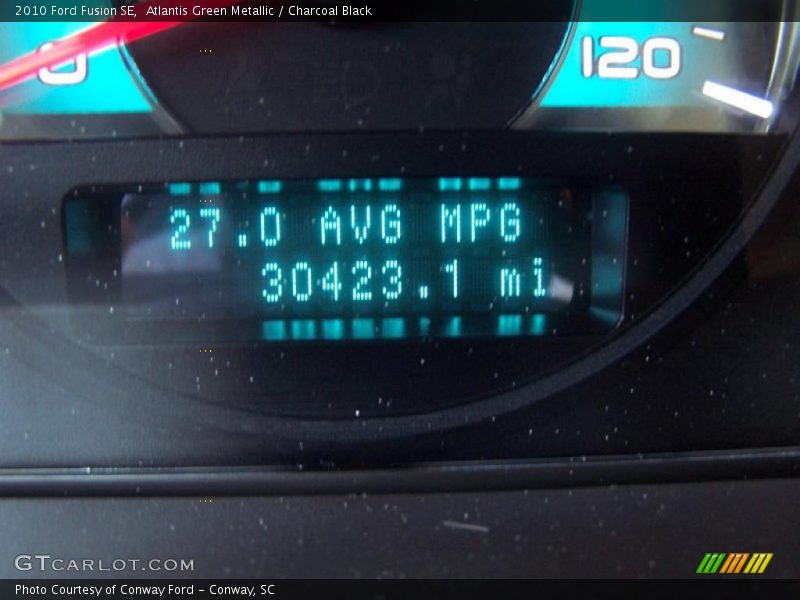 2010 Ford Fusion SE, Atlantis Green Metallic / Charcoal Black
0 120
27.0 AVG MPG
30423.1 mi
GTCARLOT.COM
Photo Courtesy of Conway Ford - Conway, SC